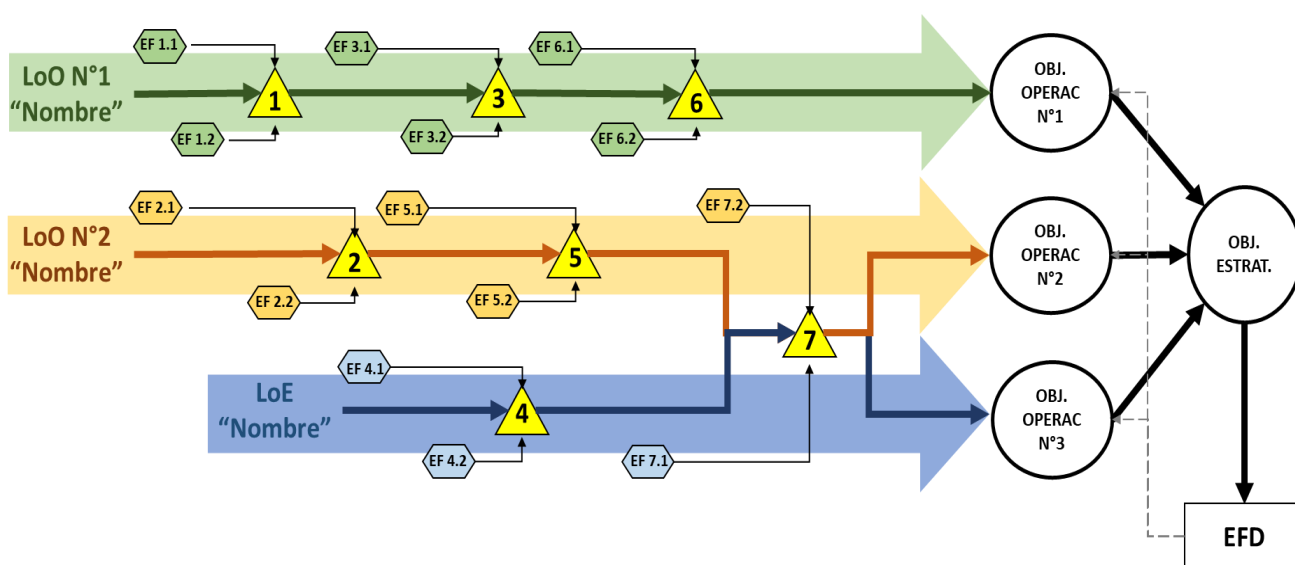 EF 1.1
EF 3.1
EF 6.1
LoO N°1
“Nombre”
1
3
6
EF 1.2
EF 3.2
EF 6.2
OBJ.
OPERAC
N°1
EF 2.1
EF 5.1
EF 7.2
LoO N°2
“Nombre”
2
5
EF 2.2
EF 5.2
OBJ.
OPERAC
N°2
OBJ.
ESTRAT.
7
EF 4.1
LoE
“Nombre”
4
EF 4.2
EF 7.1
OBJ.
OPERAC
N°3
EFD